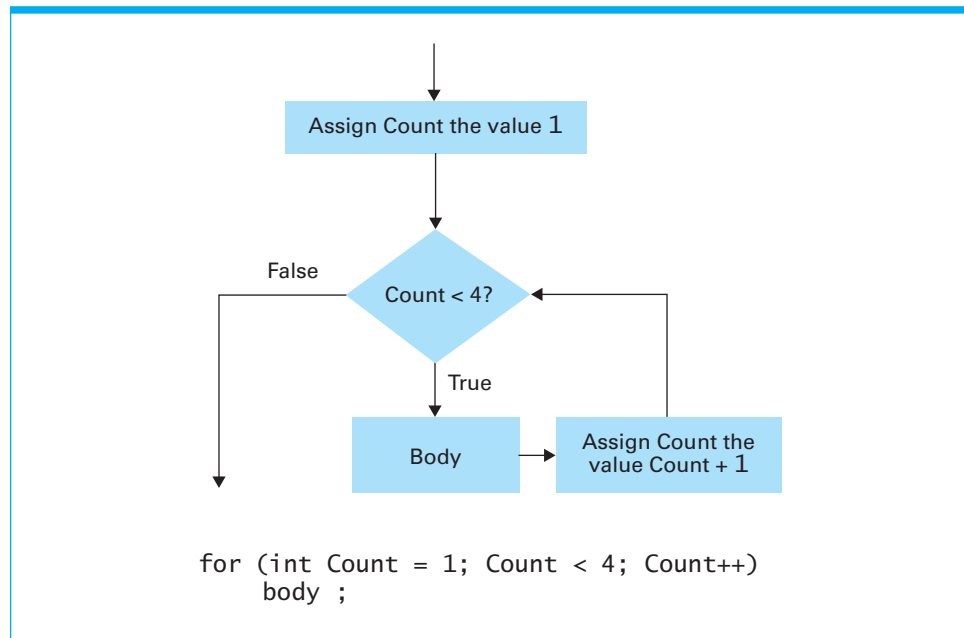 Assign Count the value 1
False
Count < 4?
True
Body
Assign Count the
value Count + 1
for (int Count = 1; Count < 4; Count++)
body ;